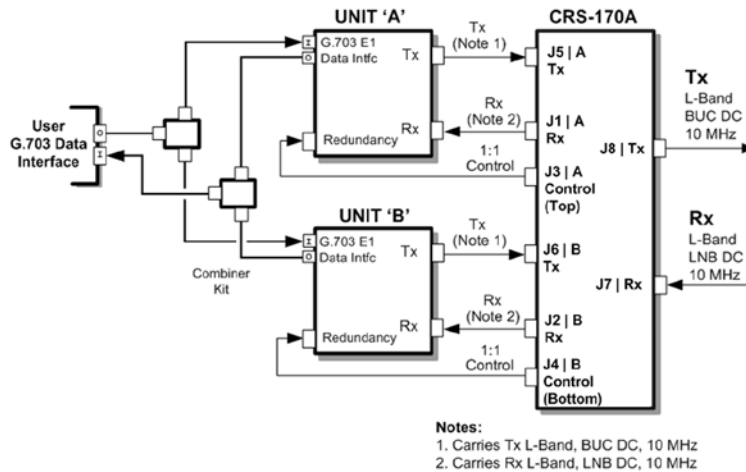 UNIT 'A'
CRS-170A
I G.703 E1
O Data Intfc
Tx
Rx
Redundancy
Tx
(Note 1)
Rx
(Note 2)
1:1
Control
J5 | A
Tx
J1 | A
Rx
J3 | A
Control
(Top)
J8 | Tx
Tx
L-Band
BUC DC
10 MHz
User
G.703 Data
Interface
O
I
Combiner
Kit
UNIT 'B'
I G.703 E1
O Data Intfc
Tx
Rx
Redundancy
Tx
(Note 1)
Rx
(Note 2)
1:1
Control
J6 | B
Tx
J2 | B
Rx
J4 | B
Control
(Bottom)
J7 | Rx
Rx
L-Band
LNB DC
10 MHz
Notes:
1. Carries Tx L-Band, BUC DC, 10 MHz
2. Carries Rx L-Band, LNB DC, 10 MHz